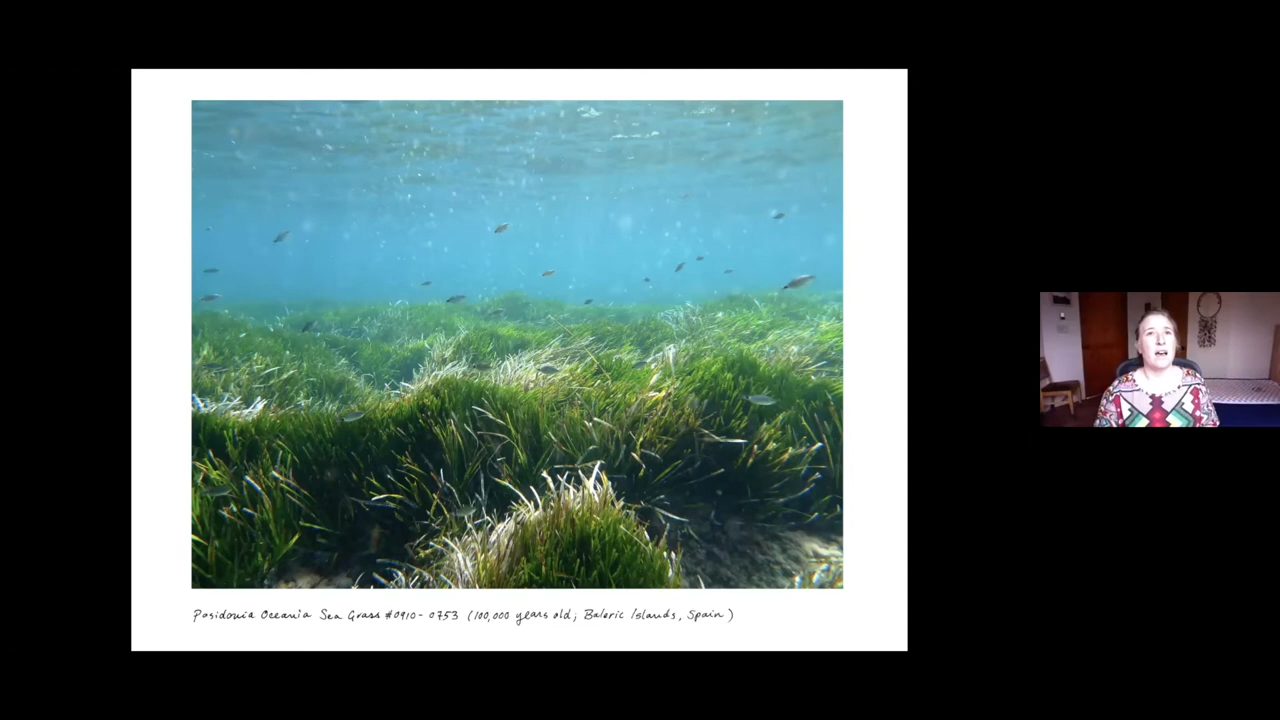 Posidonia Oceania Sea Grass #0910-0753 (100,000 years old; Baleric Islands, Spain)